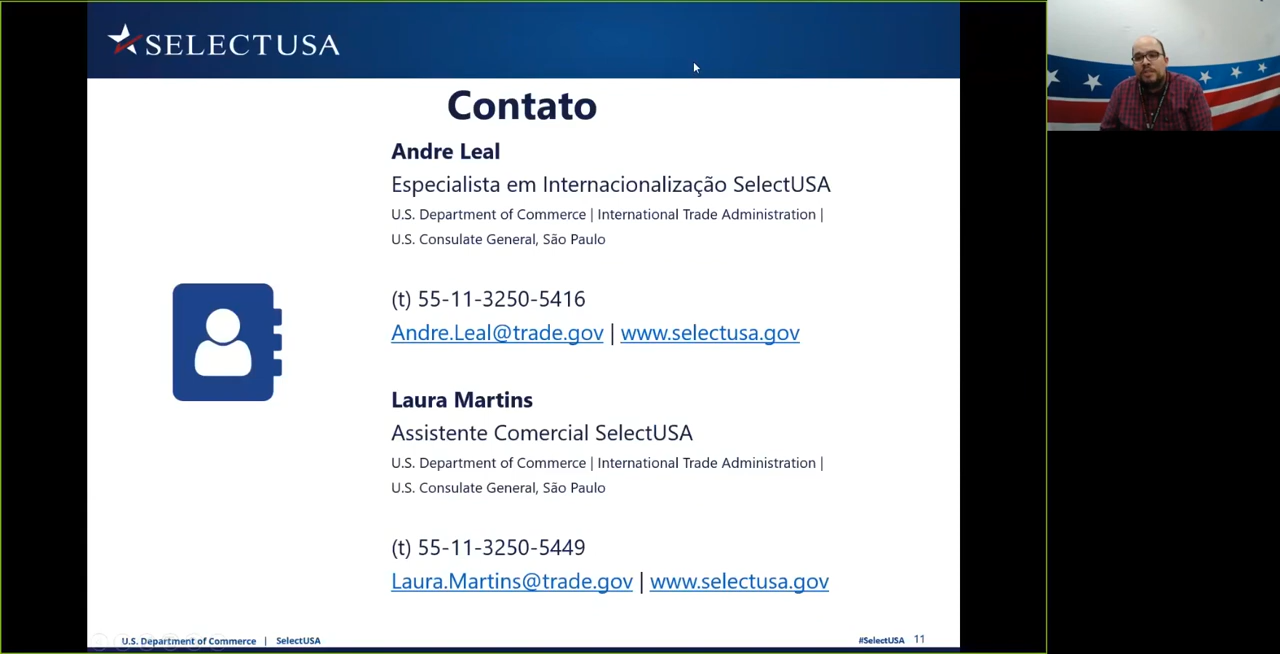 SELECTUSA
Contato
Andre Leal
Especialista em Internacionalização SelectUSA
U.S. Department of Commerce | International Trade Administration |
U.S. Consulate General, São Paulo
(t) 55-11-3250-5416
Andre.Leal@trade.gov | www.selectusa.gov
Laura Martins
Assistente Comercial SelectUSA
U.S. Department of Commerce | International Trade Administration |
U.S. Consulate General, São Paulo
(t) 55-11-3250-5449
Laura.Martins@trade.gov | www.selectusa.gov
U.S. Department of Commerce | SelectUSA
#SelectUSA 11